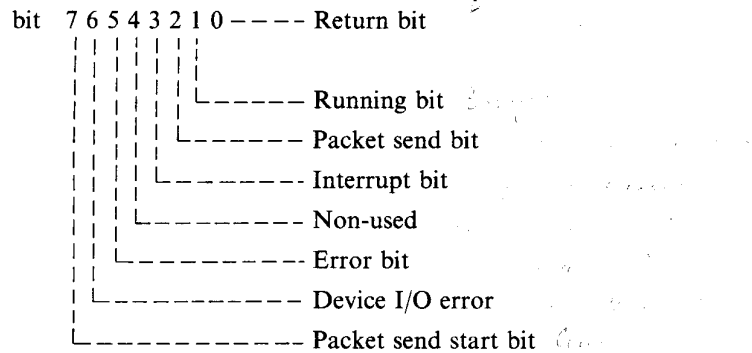 bit 7 6 5 4 3 2 1 0 ---- Return bit
Running bit
Packet send bit
Interrupt bit
Non-used
Error bit
Device I/O error
Packet send start bit